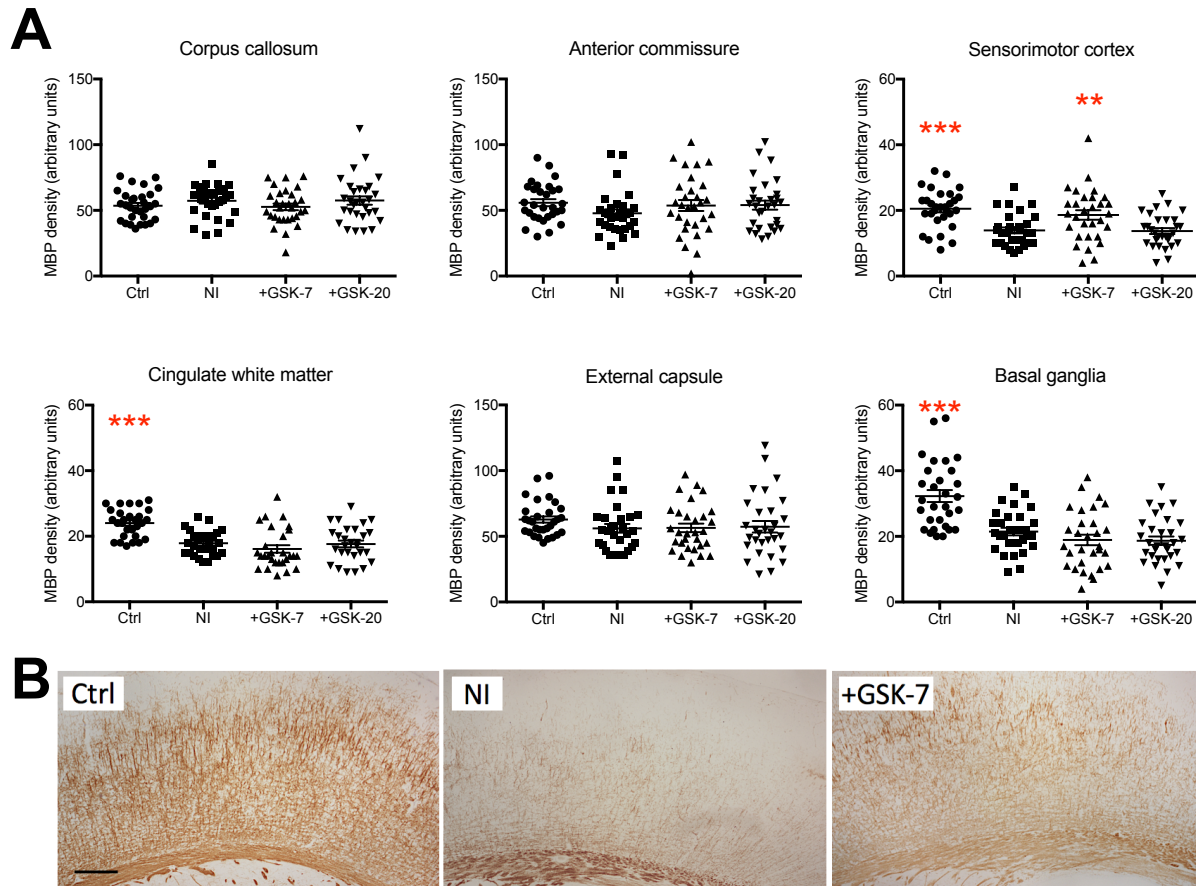 A
Corpus callosum
MBP density (arbitrary units)
150
100
50
0
Ctrl NI +GSK-7 +GSK-20
Anterior commissure
MBP density (arbitrary units)
150
100
50
0
Ctrl NI +GSK-7 +GSK-20
Sensorimotor cortex
MBP density (arbitrary units)
60
40
20
0
*** **
Ctrl NI +GSK-7 +GSK-20
Cingulate white matter
MBP density (arbitrary units)
60
40
20
0
***
Ctrl NI +GSK-7 +GSK-20
External capsule
MBP density (arbitrary units)
150
100
50
0
Ctrl NI +GSK-7 +GSK-20
Basal ganglia
MBP density (arbitrary units)
60
40
20
0
***
Ctrl NI +GSK-7 +GSK-20
B
Ctrl
NI
+GSK-7